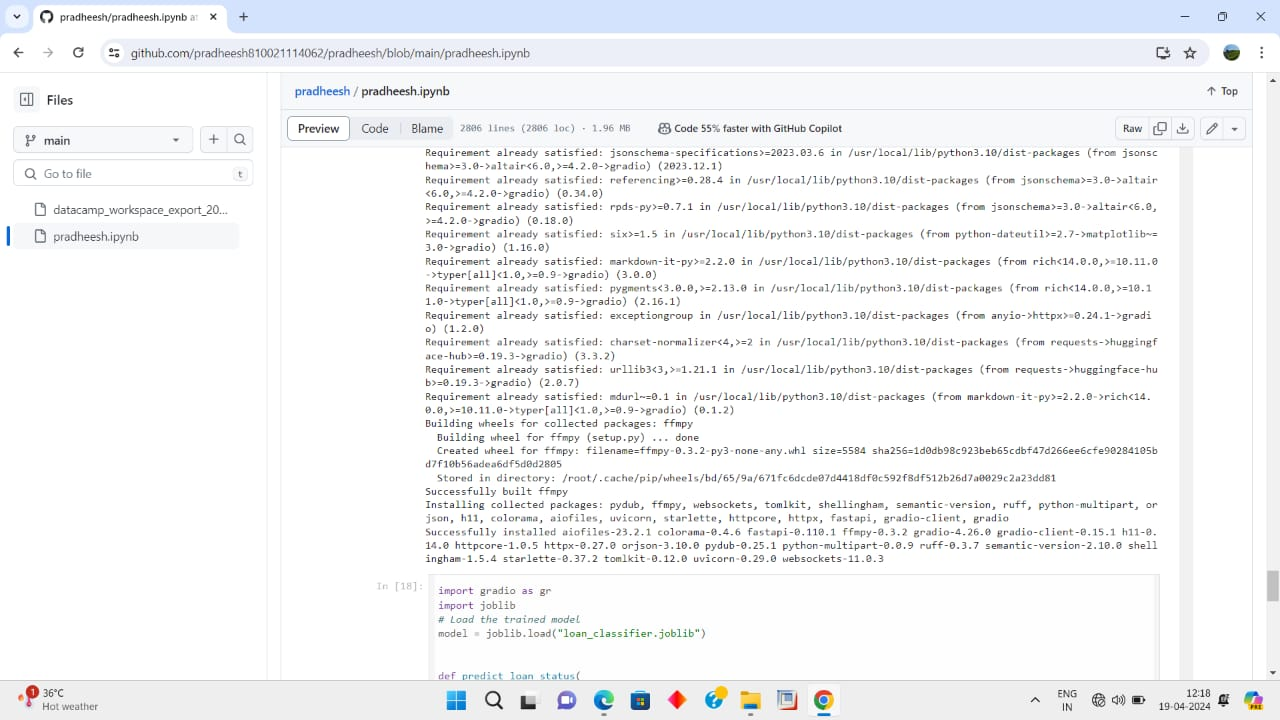 pradheesh/pradheesh.ipynb at
github.com/pradheesh810021114062/pradheesh/blob/main/pradheesh.ipynb
Files
pradheesh / pradheesh.ipynb
Top
main
Preview
Code
Blame
2806 lines (2806 loc) · 1.96 MB
Code 55% faster with GitHub Copilot
Raw
Go to file
t
datacamp_workspace_export_20...
pradheesh.ipynb
Requirement already satisfied: jsonschema-specifications>=2023.03.6 in /usr/local/lib/python3.10/dist-packages (from jsonsc
hema>=3.0->altair<6.0,>=4.2.0->gradio) (2023.12.1)
Requirement already satisfied: referencing>=0.28.4 in /usr/local/lib/python3.10/dist-packages (from jsonschema>=3.0->altair
<6.0,>=4.2.0->gradio) (0.34.0)
Requirement already satisfied: rpds-py>=0.7.1 in /usr/local/lib/python3.10/dist-packages (from jsonschema>=3.0->altair<6.0,
>=4.2.0->gradio) (0.18.0)
Requirement already satisfied: six>=1.5 in /usr/local/lib/python3.10/dist-packages (from python-dateutil>=2.7->matplotlib~=
3.0->gradio) (1.16.0)
Requirement already satisfied: markdown-it-py>=2.2.0 in /usr/local/lib/python3.10/dist-packages (from rich<14.0.0,>=10.11.0
->typer[all]<1.0,>=0.9->gradio) (3.0.0)
Requirement already satisfied: pygments<3.0.0,>=2.13.0 in /usr/local/lib/python3.10/dist-packages (from rich<14.0.0,>=10.1
1.0->typer[all]<1.0,>=0.9->gradio) (2.16.1)
Requirement already satisfied: exceptiongroup in /usr/local/lib/python3.10/dist-packages (from anyio->httpx>=0.24.1->gradi
o) (1.2.0)
Requirement already satisfied: charset-normalizer<4,>=2 in /usr/local/lib/python3.10/dist-packages (from requests->huggingf
ace-hub>=0.19.3->gradio) (3.3.2)
Requirement already satisfied: urllib3<3,>=1.21.1 in /usr/local/lib/python3.10/dist-packages (from requests->huggingface-hu
b>=0.19.3->gradio) (2.0.7)
Requirement already satisfied: mdurl~=0.1 in /usr/local/lib/python3.10/dist-packages (from markdown-it-py>=2.2.0->rich<14.
0.0,>=10.11.0->typer[all]<1.0,>=0.9->gradio) (0.1.2)
Building wheels for collected packages: ffmpy
Building wheel for ffmpy (setup.py) ... done
Created wheel for ffmpy: filename=ffmpy-0.3.2-py3-none-any.whl size=5584 sha256=1d0db98c923beb65cdbf47d266ee6cfe90284105b
d7f10b56adea6df5d0d2805
Stored in directory: /root/.cache/pip/wheels/bd/65/9a/671fc6dcde07d4418df0c592f8df512b26d7a0029c2a23dd81
Successfully built ffmpy
Installing collected packages: pydub, ffmpy, websockets, tomlkit, shellingham, semantic-version, ruff, python-multipart, or
json, h11, colorama, aiofiles, uvicorn, starlette, httpcore, httpx, fastapi, gradio-client, gradio
Successfully installed aiofiles-23.2.1 colorama-0.4.6 fastapi-0.110.1 ffmpy-0.3.2 gradio-4.26.0 gradio-client-0.15.1 h11-0.
14.0 httpcore-1.0.5 httpx-0.27.0 orjson-3.10.0 pydub-0.25.1 python-multipart-0.0.9 ruff-0.3.7 semantic-version-2.10.0 shell
ingham-1.5.4 starlette-0.37.2 tomlkit-0.12.0 uvicorn-0.29.0 websockets-11.0.3
In [18]:
import gradio as gr
import joblib
# Load the trained model
model = joblib.load("loan_classifier.joblib")
def predict_loan_status(
1
36°C
Hot weather
ENG
IN
12:18
19-04-2024
PRE